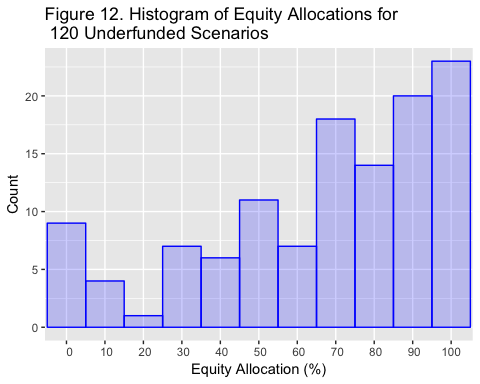 Figure 12. Histogram of Equity Allocations for
120 Underfunded Scenarios
20
15
10
5
0
Count
0 10 20 30 40 50 60 70 80 90 100
Equity Allocation (%)